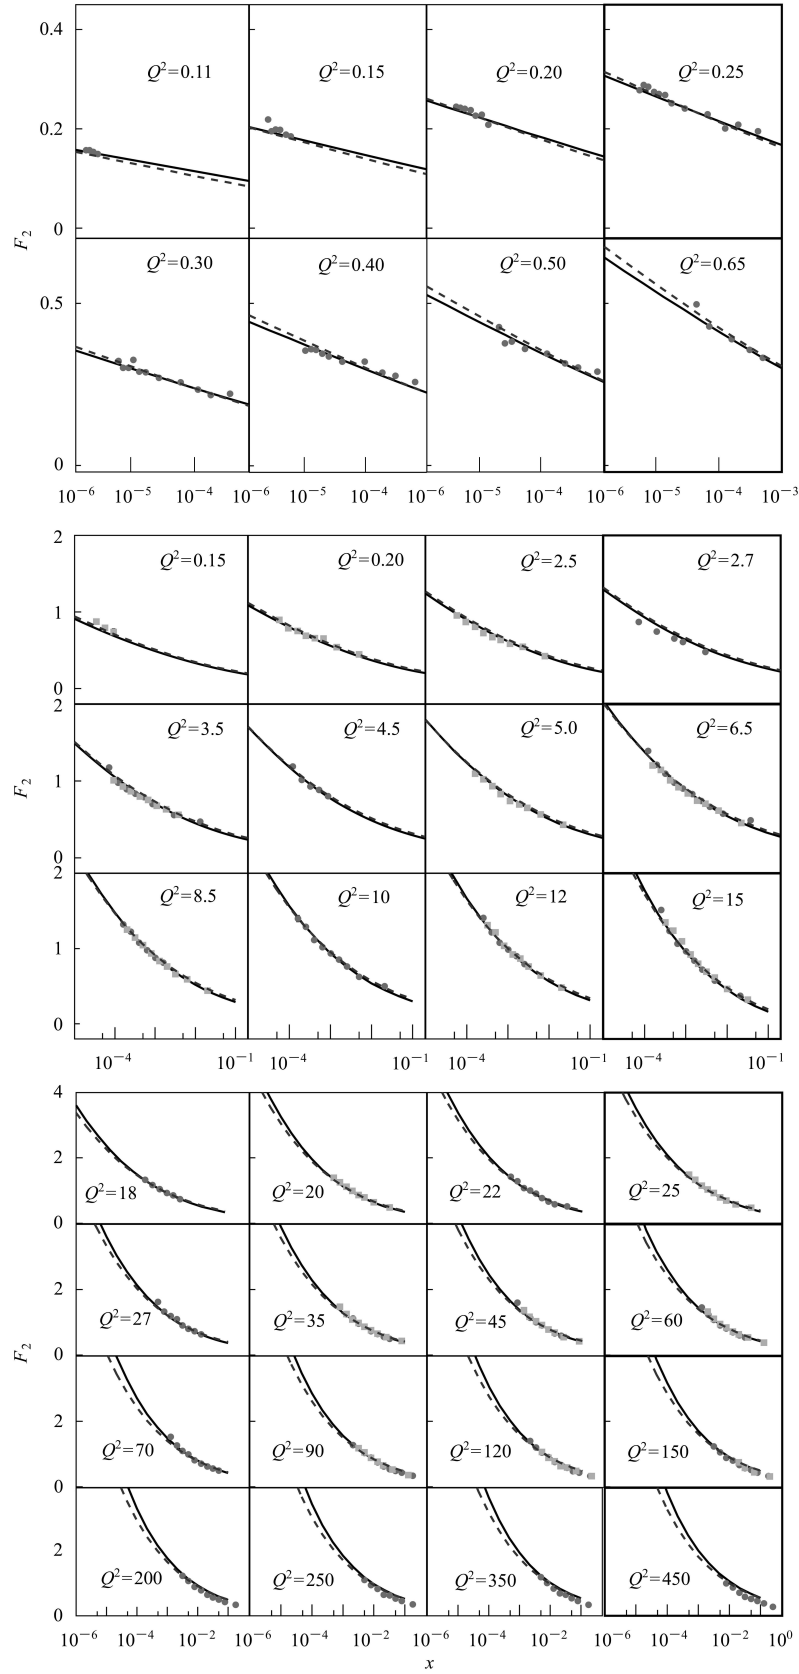 0.4
Q²=0.11 Q²=0.15 Q²=0.20 Q²=0.25
0.2
0
F₂
Q²=0.30 Q²=0.40 Q²=0.50 Q²=0.65
0.5
0
10⁻⁶ 10⁻⁵ 10⁻⁴ 10⁻⁶ 10⁻⁵ 10⁻⁴ 10⁻⁶ 10⁻⁵ 10⁻⁴ 10⁻⁶ 10⁻⁵ 10⁻⁴ 10⁻³
2
Q²=0.15 Q²=0.20 Q²=2.5 Q²=2.7
1
0
2
Q²=3.5 Q²=4.5 Q²=5.0 Q²=6.5
F₂
1
0
2
Q²=8.5 Q²=10 Q²=12 Q²=15
1
0
10⁻⁴ 10⁻¹ 10⁻⁴ 10⁻¹ 10⁻⁴ 10⁻¹ 10⁻⁴ 10⁻¹
4
2
Q²=18 Q²=20 Q²=22 Q²=25
0
2
Q²=27 Q²=35 Q²=45 Q²=60
0
F₂
2
Q²=70 Q²=90 Q²=120 Q²=150
0
2
Q²=200 Q²=250 Q²=350 Q²=450
0
10⁻⁶ 10⁻⁴ 10⁻² 10⁻⁶ 10⁻⁴ 10⁻² 10⁻⁶ 10⁻⁴ 10⁻² 10⁻⁶ 10⁻⁴ 10⁻² 10⁰
x